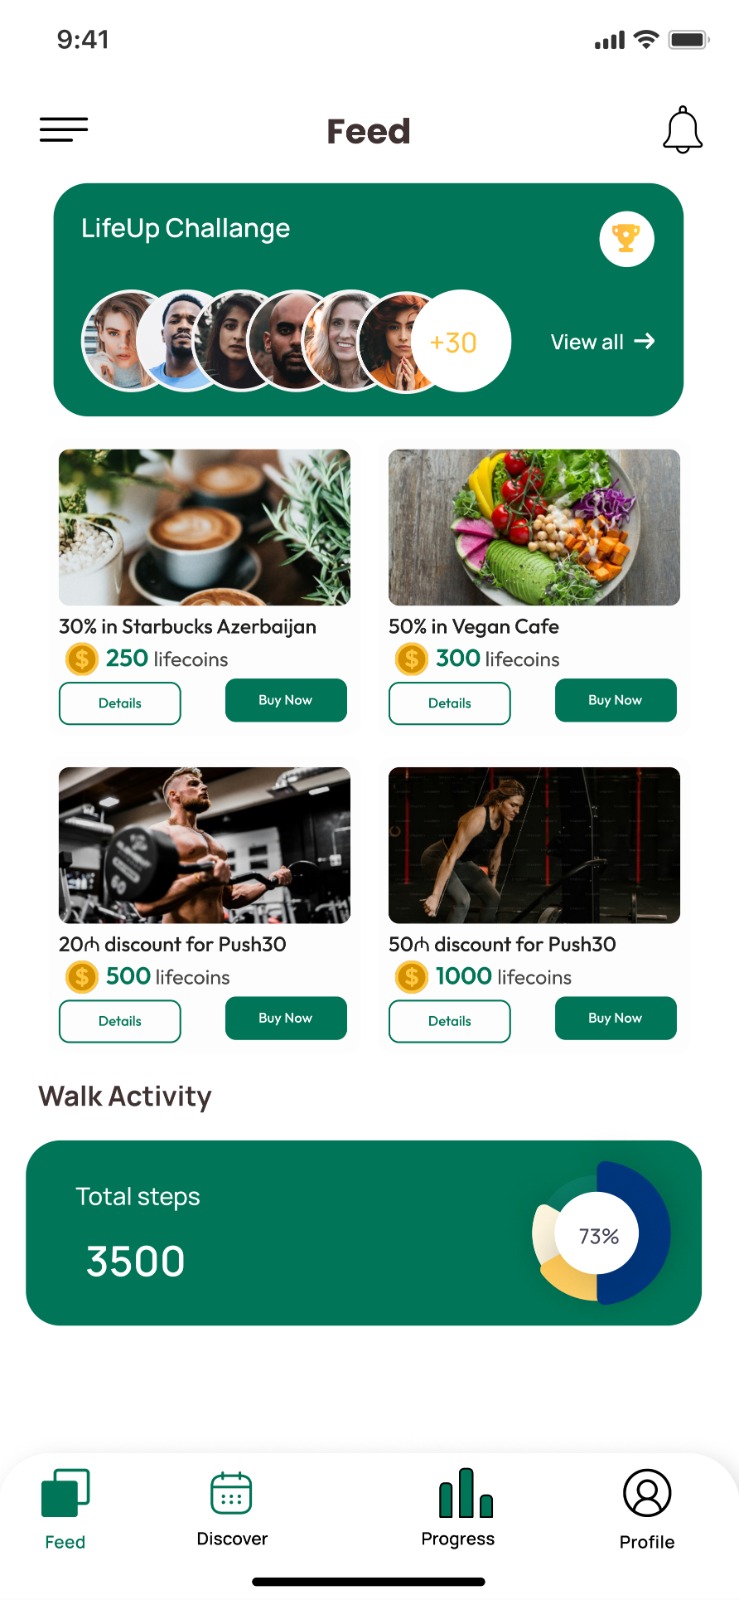 9:41
Feed
LifeUp Challange
+30
View all
30% in Starbucks Azerbaijan
250 lifecoins
Details
Buy Now
50% in Vegan Cafe
300 lifecoins
Details
Buy Now
20₼ discount for Push30
500 lifecoins
Details
Buy Now
50₼ discount for Push30
1000 lifecoins
Details
Buy Now
Walk Activity
Total steps
3500
73%
Feed
Discover
Progress
Profile